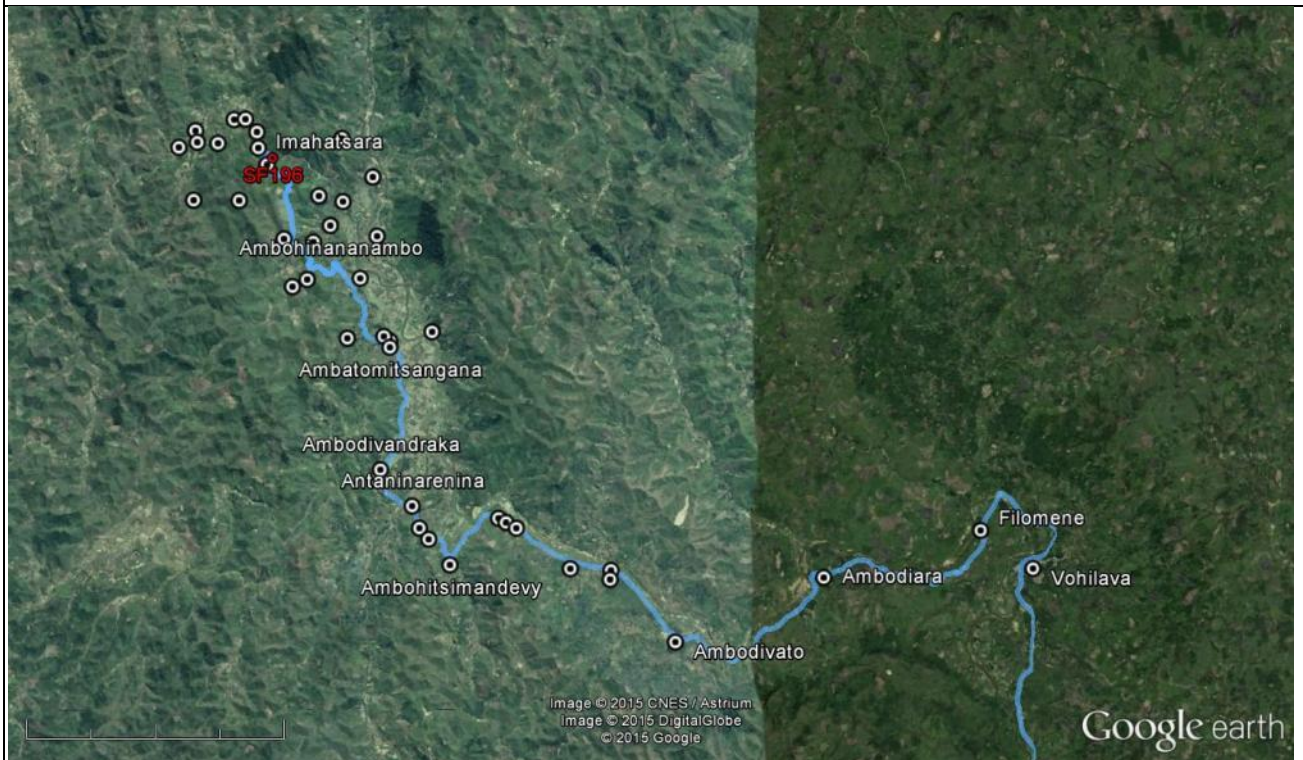 Imahatsara
SF196
Ambohinananambo
Ambatomitsangana
Ambodivandraka
Antaninarenina
Filomene
Ambohitsimandevy
Ambodiara
Vohilava
Ambodivato
Image © 2015 CNES / Astrium
Image © 2015 DigitalGlobe
© 2015 Google
Google earth